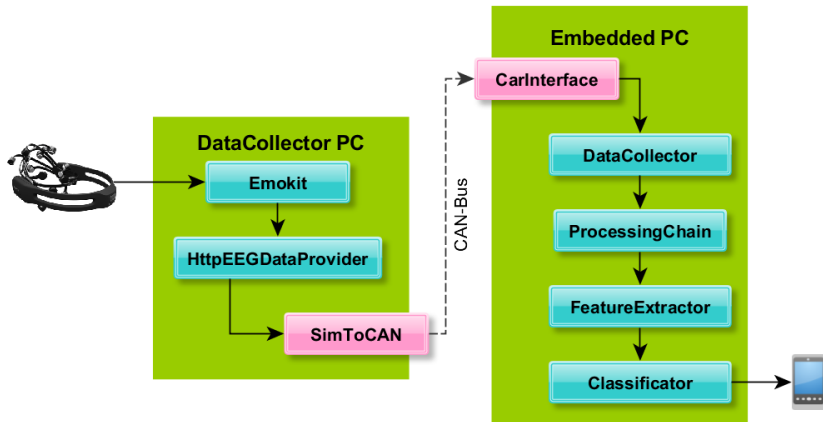 DataCollector PC
Emokit
HttpEEGDataProvider
SimToCAN
CAN-Bus
Embedded PC
CarInterface
DataCollector
ProcessingChain
FeatureExtractor
Classificator